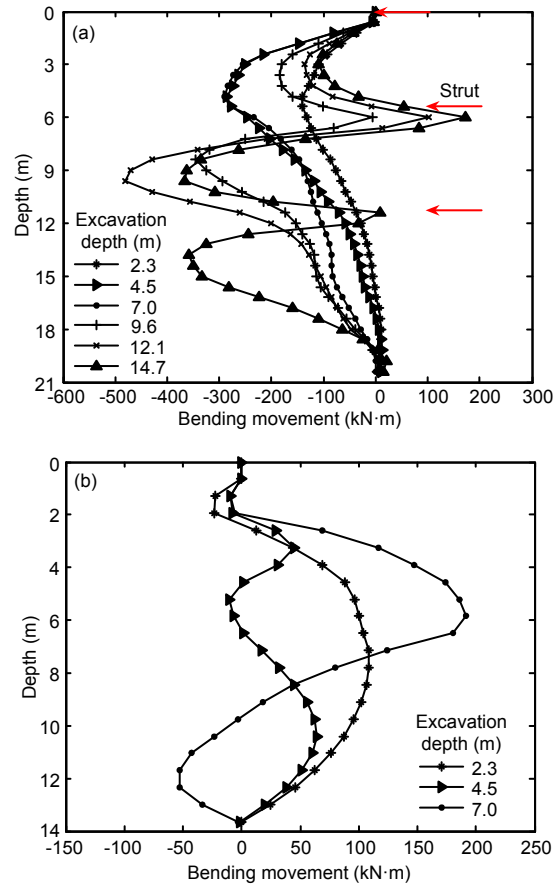 (a)
0
3
6
9
12
15
18
21
Depth (m)
Strut
Excavation
depth (m)
2.3
4.5
7.0
9.6
12.1
14.7
-600 -500 -400 -300 -200 -100 0 100 200 300
Bending movement (kN·m)
(b)
0
2
4
6
8
10
12
14
Depth (m)
Excavation
depth (m)
2.3
4.5
7.0
-150 -100 -50 0 50 100 150 200 250
Bending movement (kN·m)